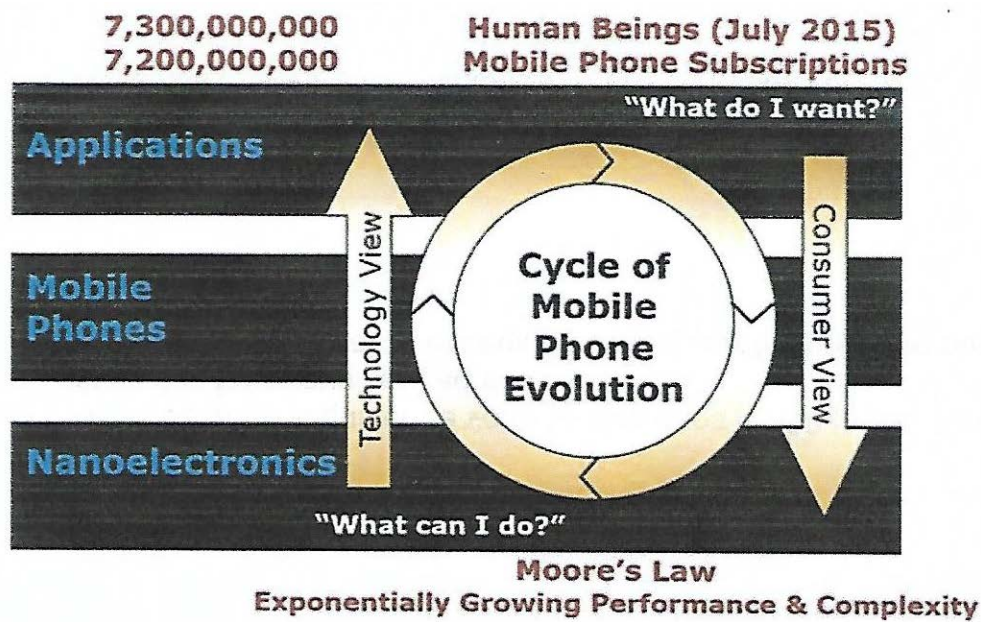 7,300,000,000 Human Beings (July 2015)
7,200,000,000 Mobile Phone Subscriptions
"What do I want?"
Applications
Technology View
Consumer View
Cycle of
Mobile
Phone
Evolution
Mobile
Phones
Nanoelectronics
"What can I do?"
Moore's Law
Exponentially Growing Performance & Complexity